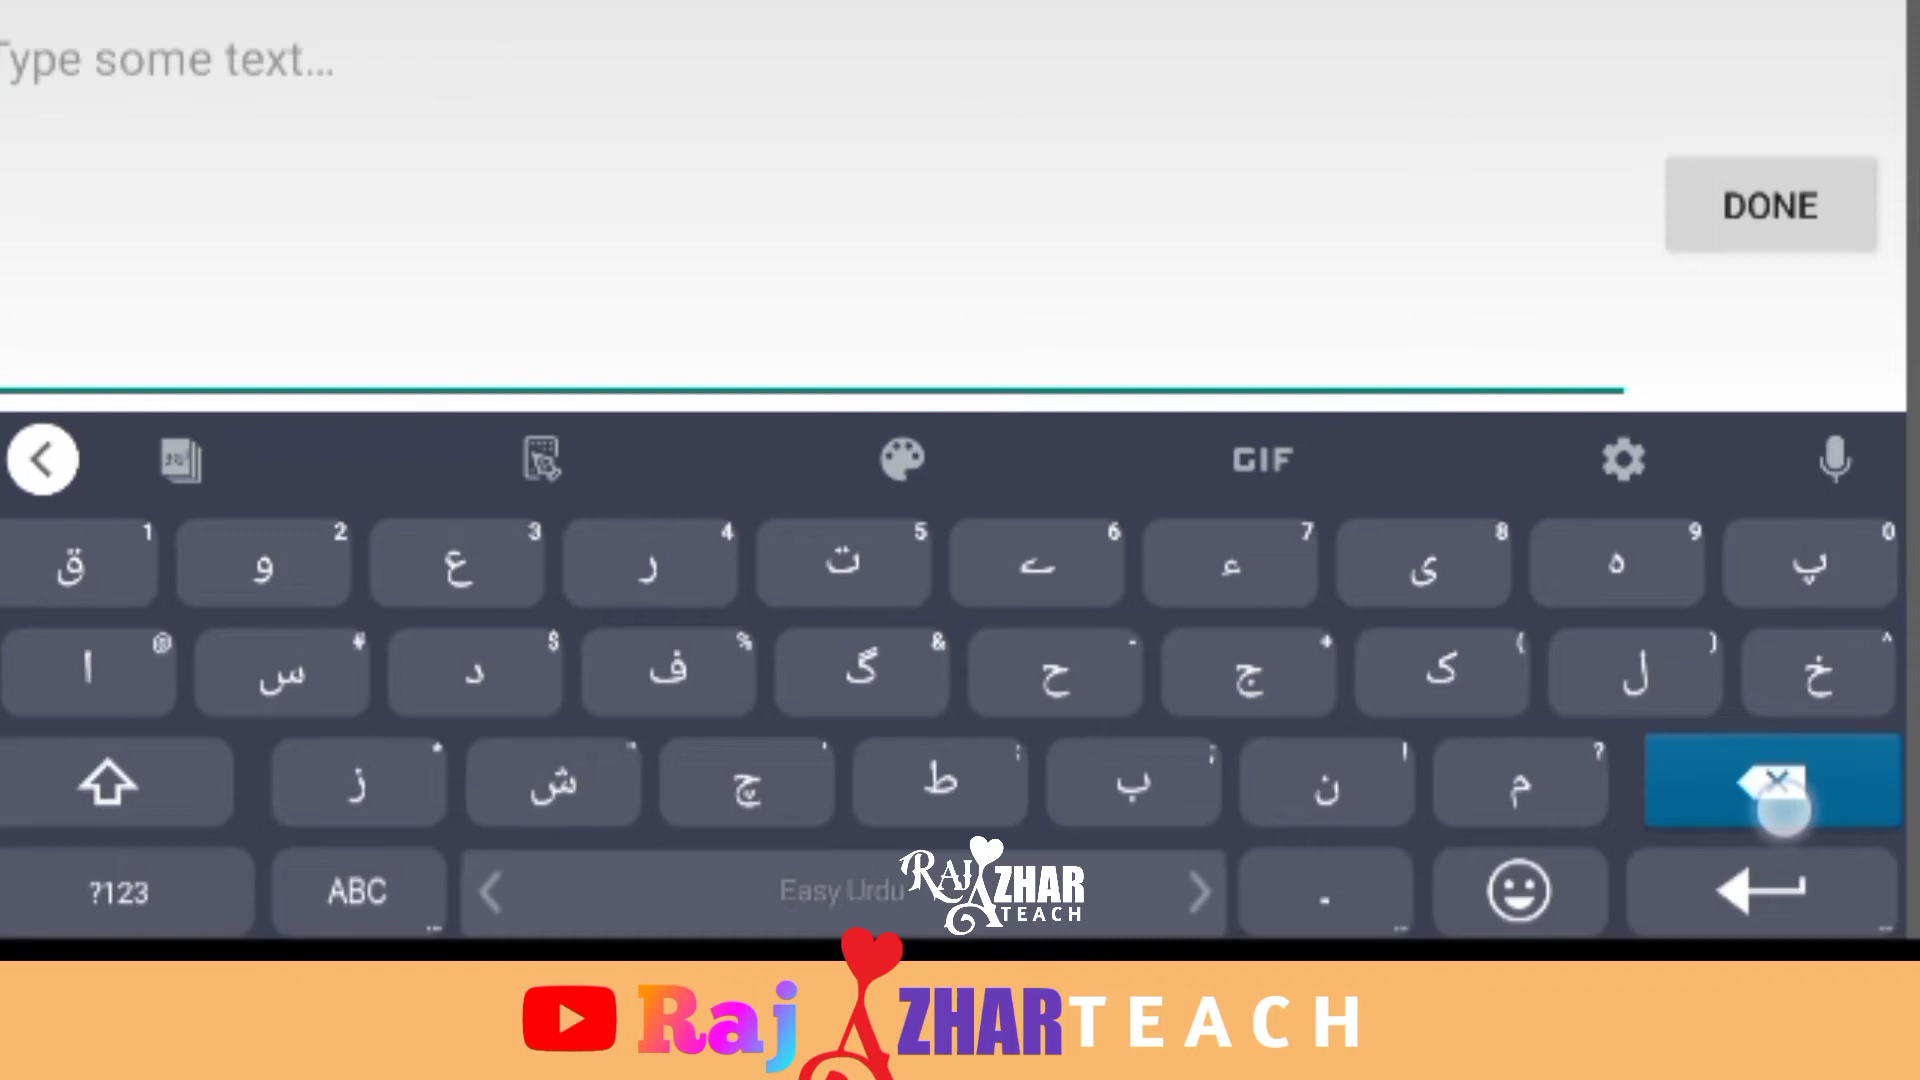 Type some text...
DONE
GIF
1 2 3 4 5 6 7 8 9 0
ق و ع ر ت ے ء ی ہ پ
@ # $ % & - + ( ) ^
ا س د ف گ ح ج ک ل خ
* " ' : ; ! ?
ز ش چ ط ب ن م
?123 ABC Easy Urdu .
RAJ AZHAR
TEACH
Raj AZHAR TEACH